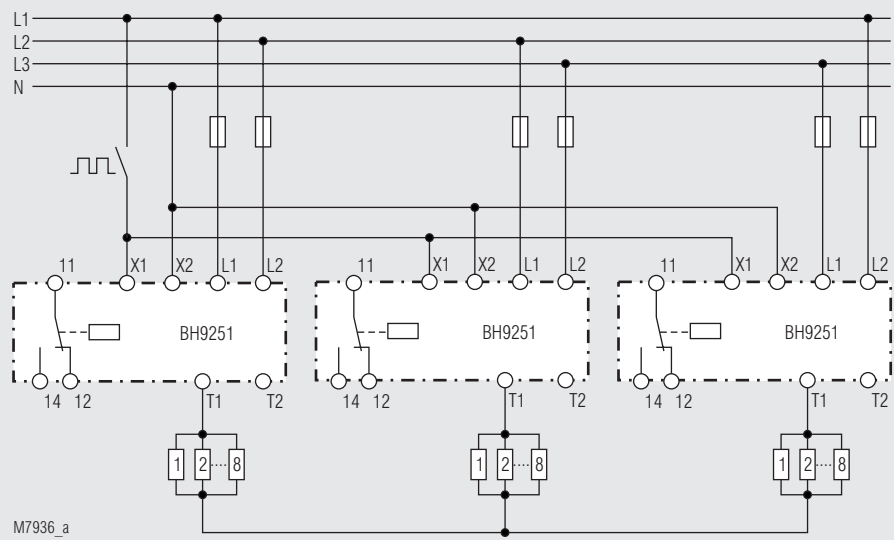 L1
L2
L3
N
11 X1 X2 L1 L2 11 X1 X2 L1 L2 11 X1 X2 L1 L2
BH9251 BH9251 BH9251
14 12 T1 T2 14 12 T1 T2 14 12 T1 T2
1 2 8 1 2 8 1 2 8
M7936_a